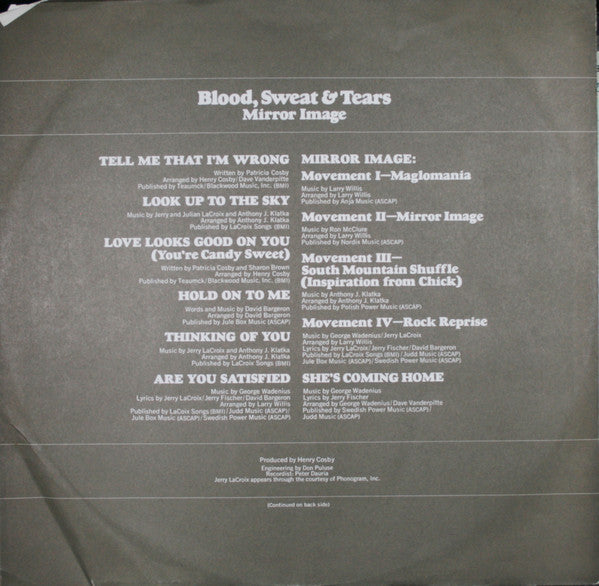 Blood, Sweat & Tears
Mirror Image
TELL ME THAT I'M WRONG
Written by Patricia Cosby
Arranged by Henry Cosby/Dave Vanderpitte
Published by Teaumck/Blackwood Music, Inc. (BMI)
LOOK UP TO THE SKY
Music by Jerry and Julian LaCroix and Anthony J. Klatka
Arranged by Anthony J. Klatka
Published by LaCroix Songs (BMI)
LOVE LOOKS GOOD ON YOU
(You're Candy Sweet)
Written by Patricia Cosby and Sharon Brown
Arranged by Henry Cosby
Published by Teaumck/Blackwood Music, Inc. (BMI)
HOLD ON TO ME
Words and Music by David Bargeron
Arranged by David Bargeron
Published by Jule Box Music (ASCAP)
THINKING OF YOU
Music by Jerry LaCroix and Anthony J. Klatka
Arranged by Anthony J. Klatka
Published by LaCroix Songs (BMI)
ARE YOU SATISFIED
Music by George Wadenius
Lyrics by Jerry LaCroix/Jerry Fischer/David Bargeron
Arranged by Larry Willis
Published by LaCoix Songs (BMI)/Judd Music (ASCAP)/
Jule Box Music (ASCAP)/Swedish Power Music (ASCAP)
MIRROR IMAGE:
Movement I—Maglomania
Music by Larry Willis
Arranged by Larry Willis
Published by Anja Music (ASCAP)
Movement II—Mirror Image
Music by Ron McClure
Arranged by Larry Willis
Published by Nordis Music (ASCAP)
Movement III—
South Mountain Shuffle
(Inspiration from Chick)
Music by Anthony J. Klatka
Arranged by Anthony J. Klatka
Published by Polish Power Music (ASCAP)
Movement IV—Rock Reprise
Music by George Wadenius/Jerry LaCroix
Arranged by Larry Willis
Lyrics by Jerry LaCroix/Jerry Fischer/David Bargeron
Published by LaCroix Songs (BMI)/Judd Music (ASCAP)/
Jule Box Music (ASCAP)/Swedish Power Music (ASCAP)
SHE'S COMING HOME
Music by George Wadenius
Lyrics by Jerry Fischer
Arranged by George Wadenius/Dave Vanderpitte
Published by Swedish Power Music (ASCAP)/
Judd Music (ASCAP)
Produced by Henry Cosby
Engineering by Don Puluse
Recordist: Peter Dauria
Jerry LaCroix appears through the courtesy of Phonogram, Inc.
(Continued on back side)